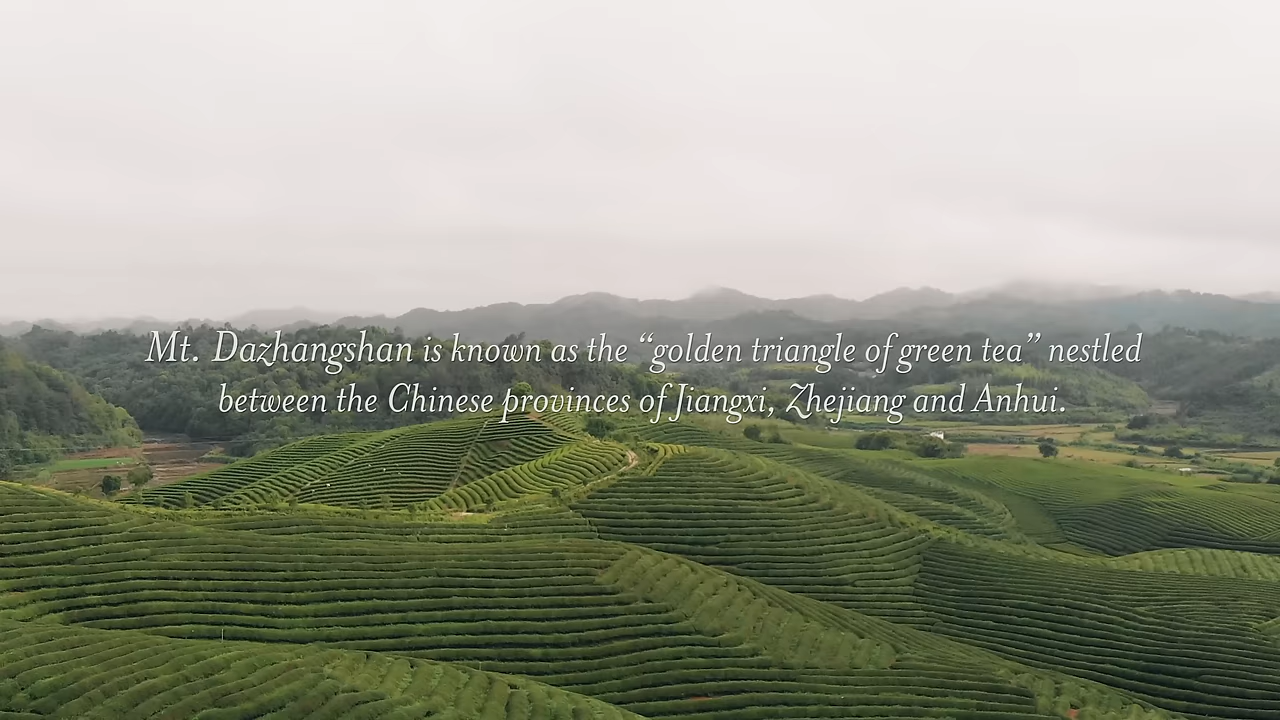 Mt. Dazhangshan is known as the “golden triangle of green tea” nestled
between the Chinese provinces of Jiangxi, Zhejiang and Anhui.